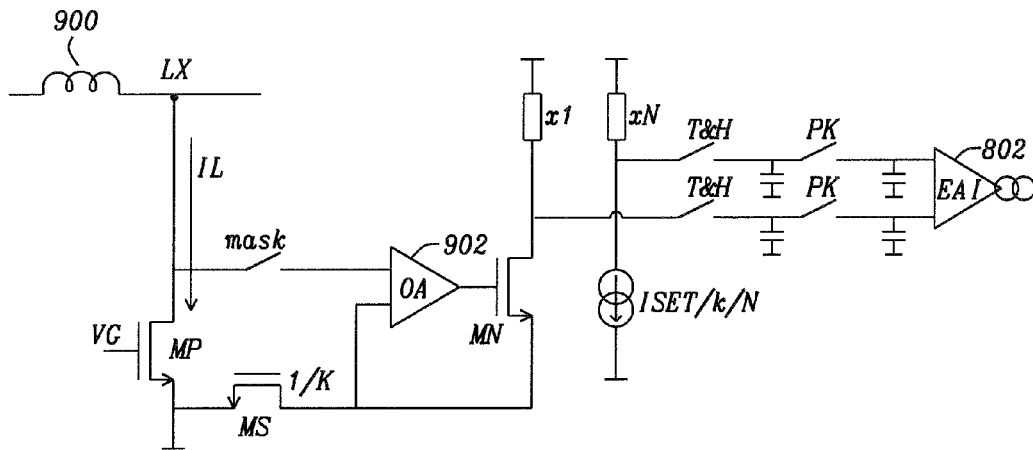 900
LX
x1
xN
T&H
PK
802
IL
EAI
T&H
PK
mask
902
OA
ISET/k/N
VG
MP
MN
1/K
MS